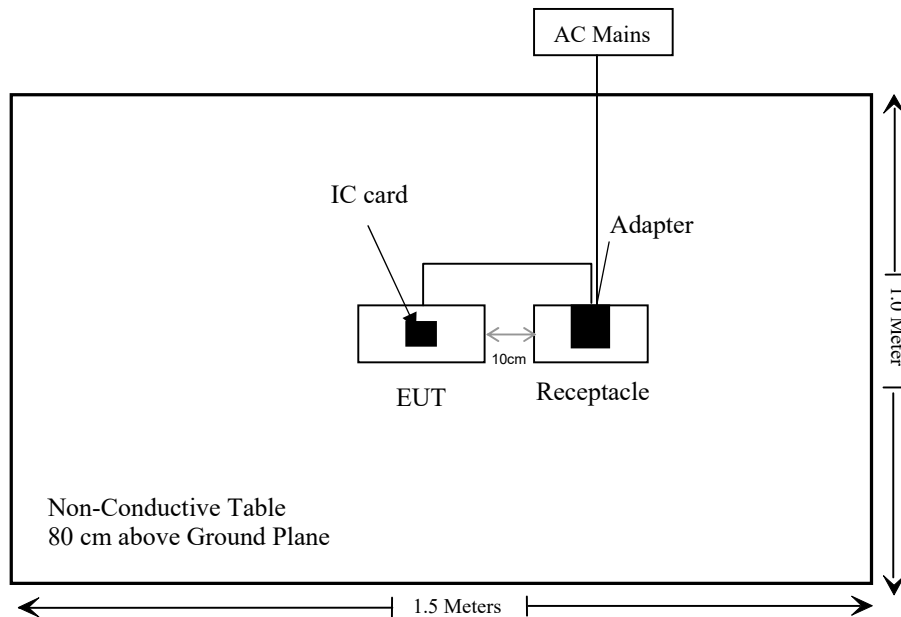 AC Mains
IC card
Adapter
10cm
EUT
Receptacle
1.0 Meter
Non-Conductive Table
80 cm above Ground Plane
1.5 Meters